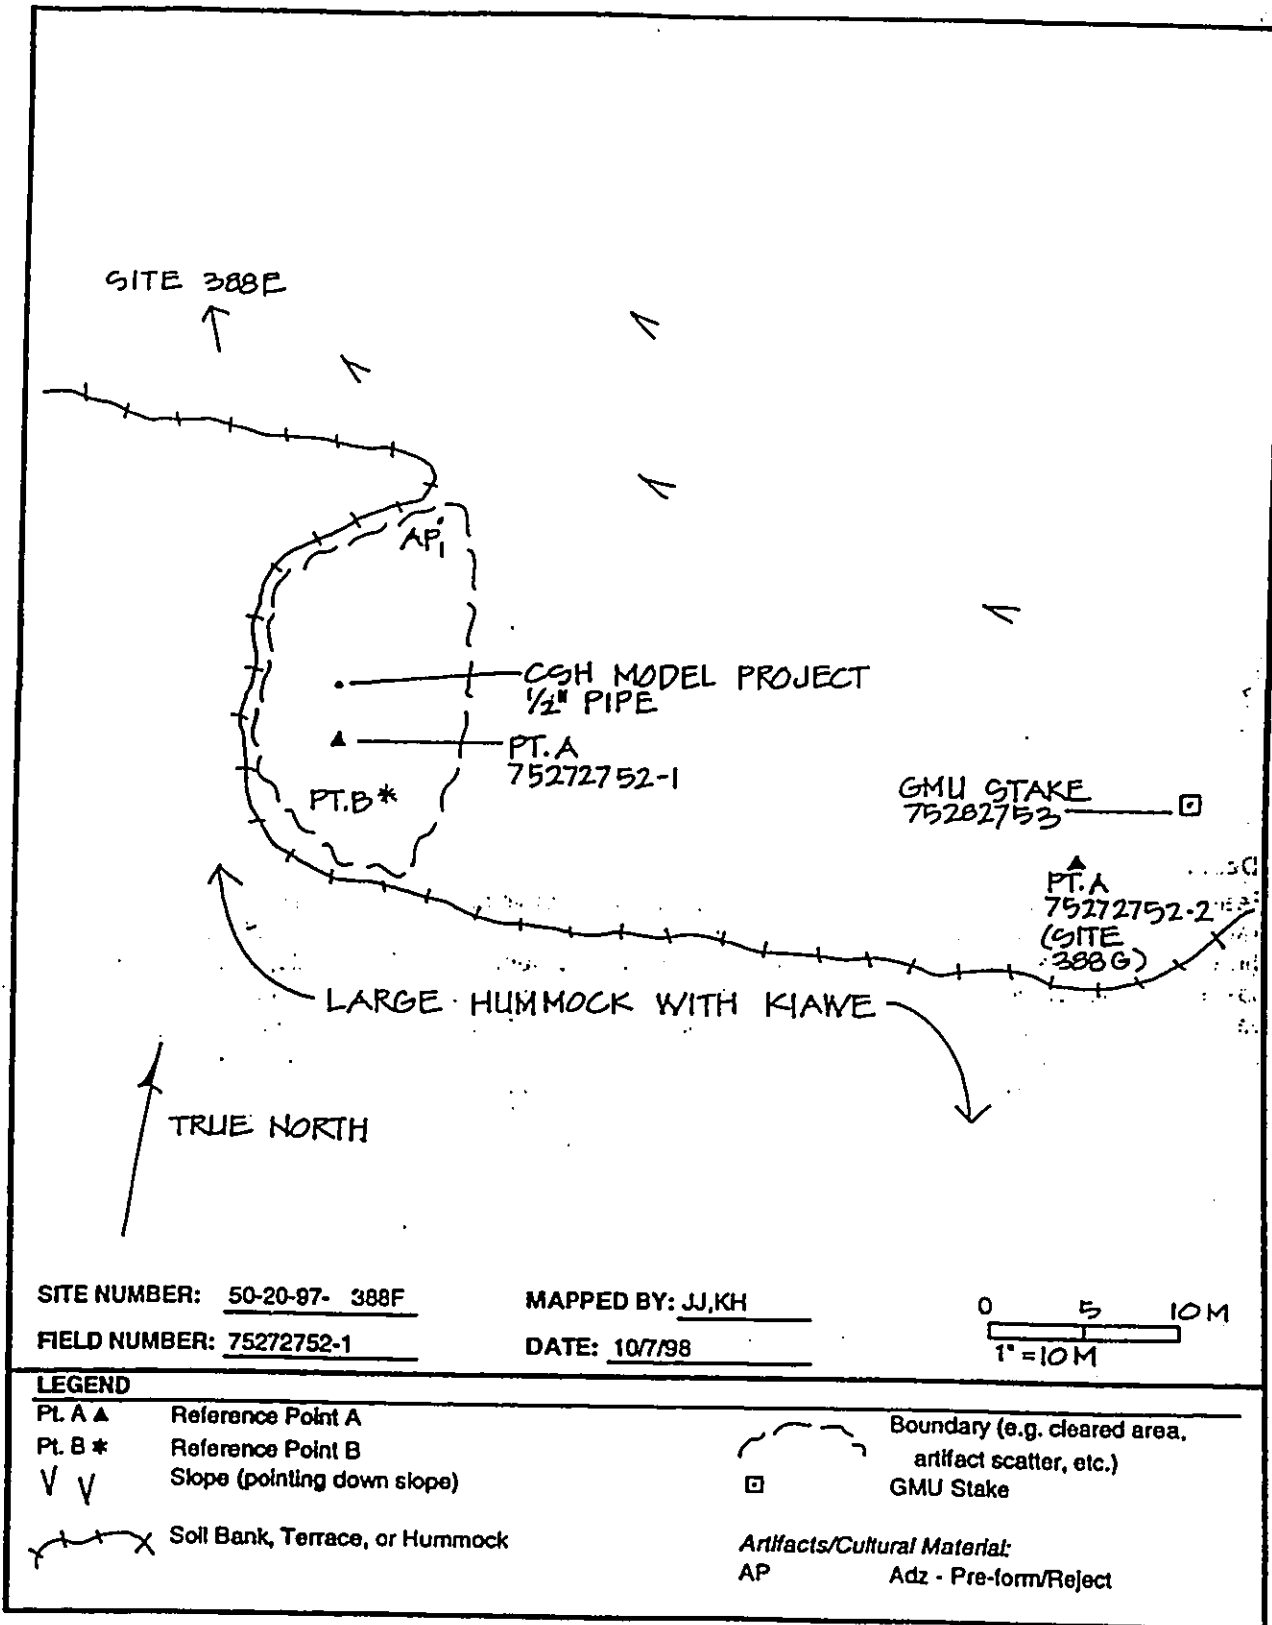 SITE 388E
AP1
CSH MODEL PROJECT
1/2" PIPE
PT. A
75272752-1
PT.B *
GMU STAKE
75282753
PT. A
75272752-2
(SITE
388G)
LARGE HUMMOCK WITH KIAWE
TRUE NORTH
SITE NUMBER: 50-20-97- 388F
MAPPED BY: JJ,KH
FIELD NUMBER: 75272752-1
DATE: 10/7/98
0 5 10 M
1" = 10 M
LEGEND
Pt. A ▲ Reference Point A
Pt. B * Reference Point B
Slope (pointing down slope)
Soil Bank, Terrace, or Hummock
Boundary (e.g. cleared area,
artifact scatter, etc.)
GMU Stake
Artifacts/Cultural Material:
AP Adz - Pre-form/Reject